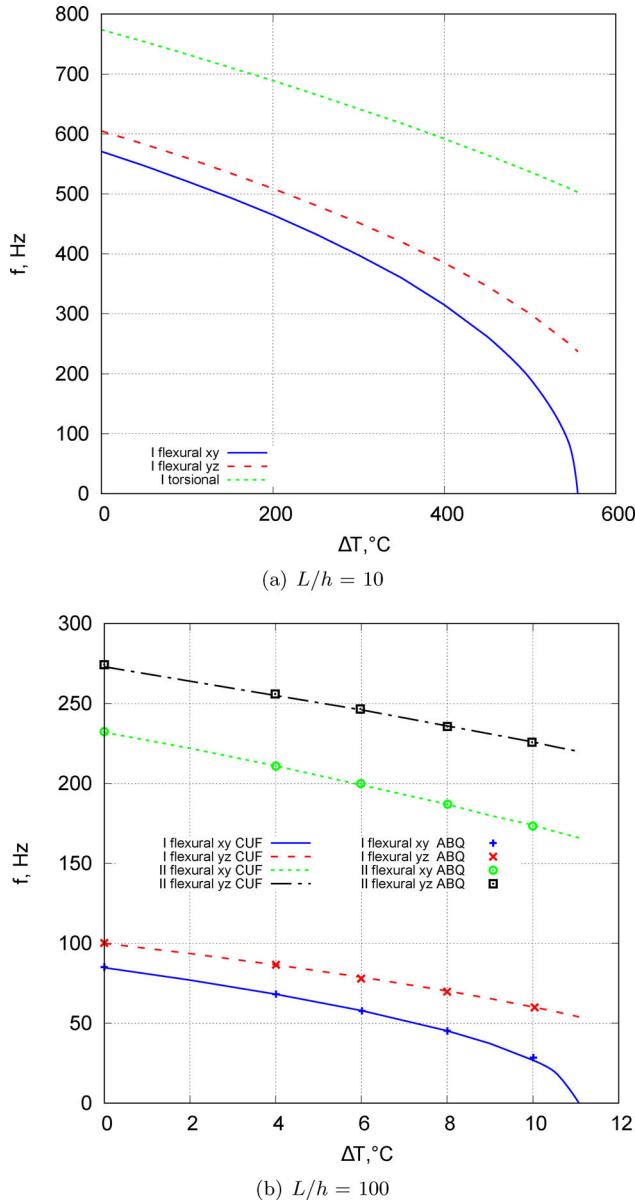 800
700
600
500
400
300
200
100
0
f, Hz
I flexural xy
I flexural yz
I torsional
0 200 400 600
ΔT,°C
(a) L/h = 10
300
250
200
150
100
50
0
f, Hz
I flexural xy CUF I flexural xy ABQ
I flexural yz CUF I flexural yz ABQ
II flexural xy CUF II flexural xy ABQ
II flexural yz CUF II flexural yz ABQ
0 2 4 6 8 10 12
ΔT,°C
(b) L/h = 100